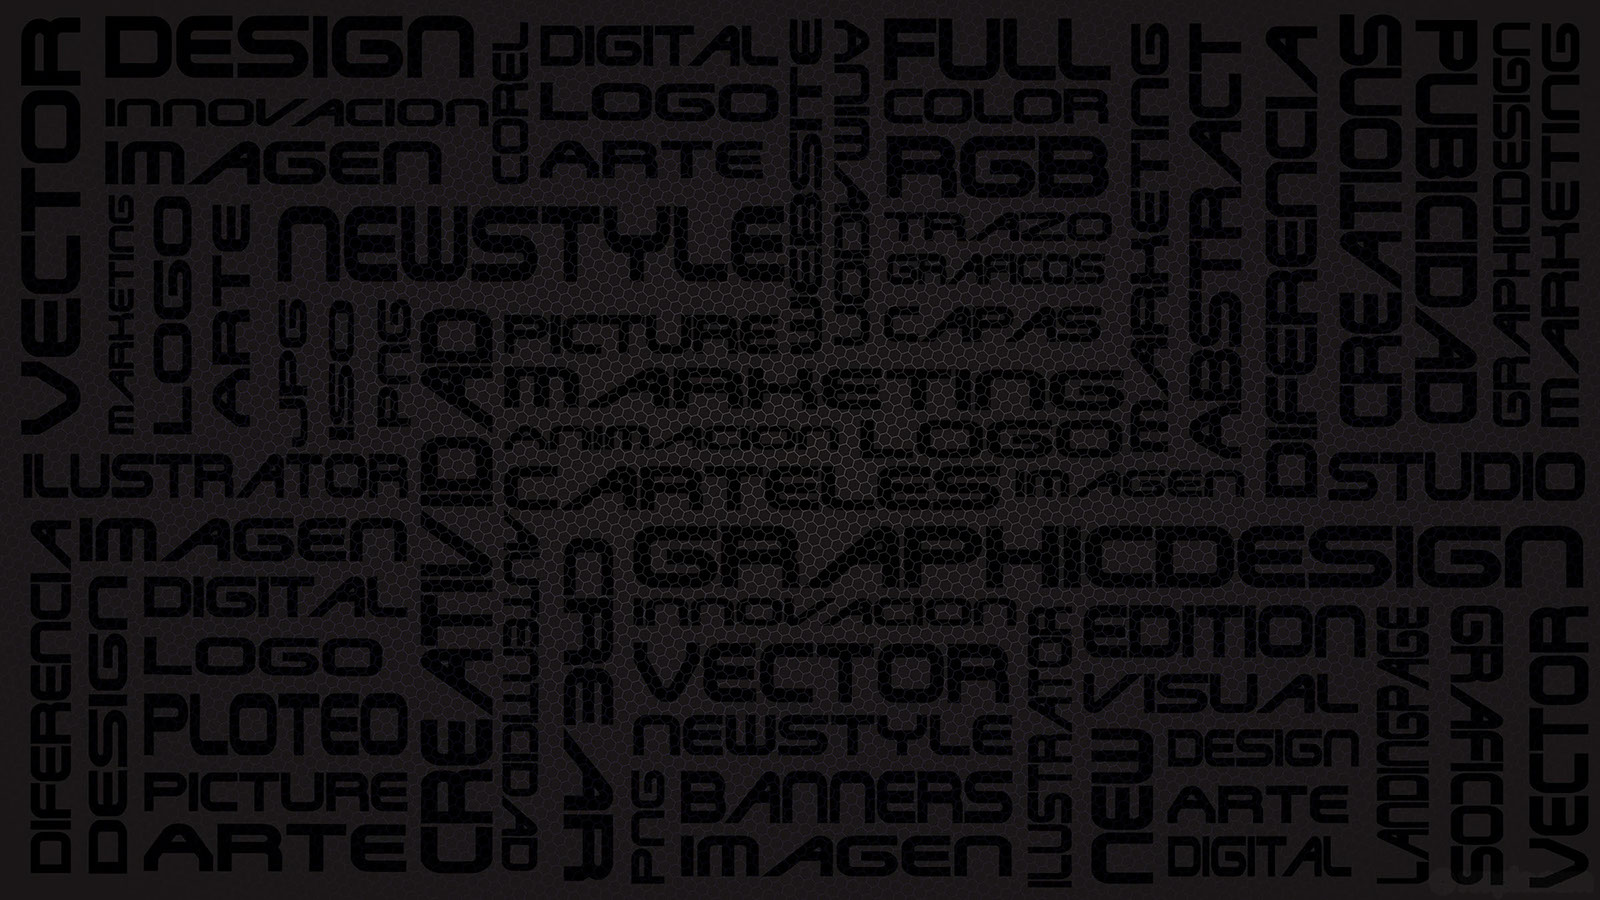 VECTOR
DESIGN
INNOVACION
IMAGEN
COREL
DIGITAL
LOGO
ARTE
WEBSITE
ANIMACION
FULL
COLOR
RGB
TRAZO
GRAFICOS
CAPAS
MARKETING
ABSTRACT
DIFERENCIA
CREATIONS
PUBICIDAD
GRAPHICDESIGN
MARKETING
MARKETING
LOGO
ARTE
NEWSTYLE
JPG
ISO
PNG
CREATIVIDAD
PICTURE
MARKETING
ANIMACION
LOGO
CARTELES
IMAGEN
STUDIO
ILUSTRATOR
IMAGEN
GRAPHICDESIGN
DIFERENCIA
DESIGN
DIGITAL
LOGO
PLOTEO
PICTURE
ARTE
CREAR
INNOVACION
VECTOR
NEWSTYLE
PNG
BANNERS
IMAGEN
ILUSTRATOR
EDITION
VISUAL
NEW
DESIGN
ARTE
DIGITAL
LANDINGPAGE
GRAFICOS
VECTOR